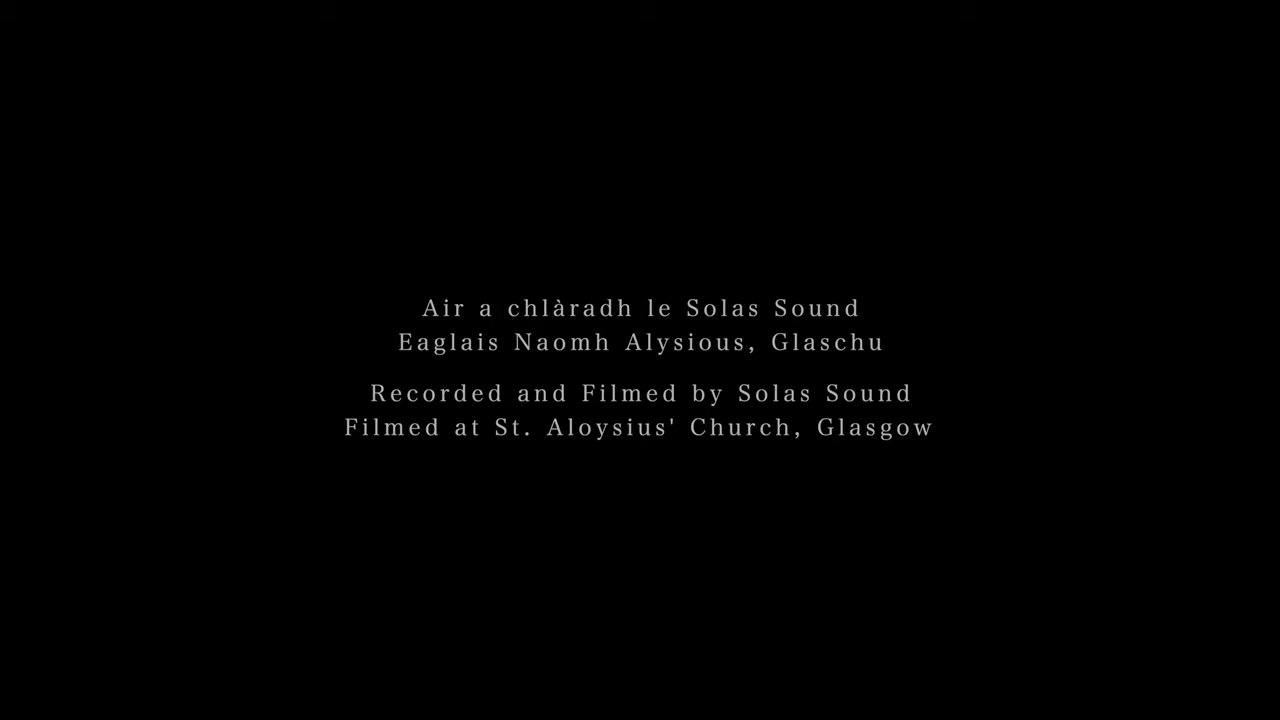 Air a chlàradh le Solas Sound
Eaglais Naomh Alysious, Glaschu
Recorded and Filmed by Solas Sound
Filmed at St. Aloysius' Church, Glasgow